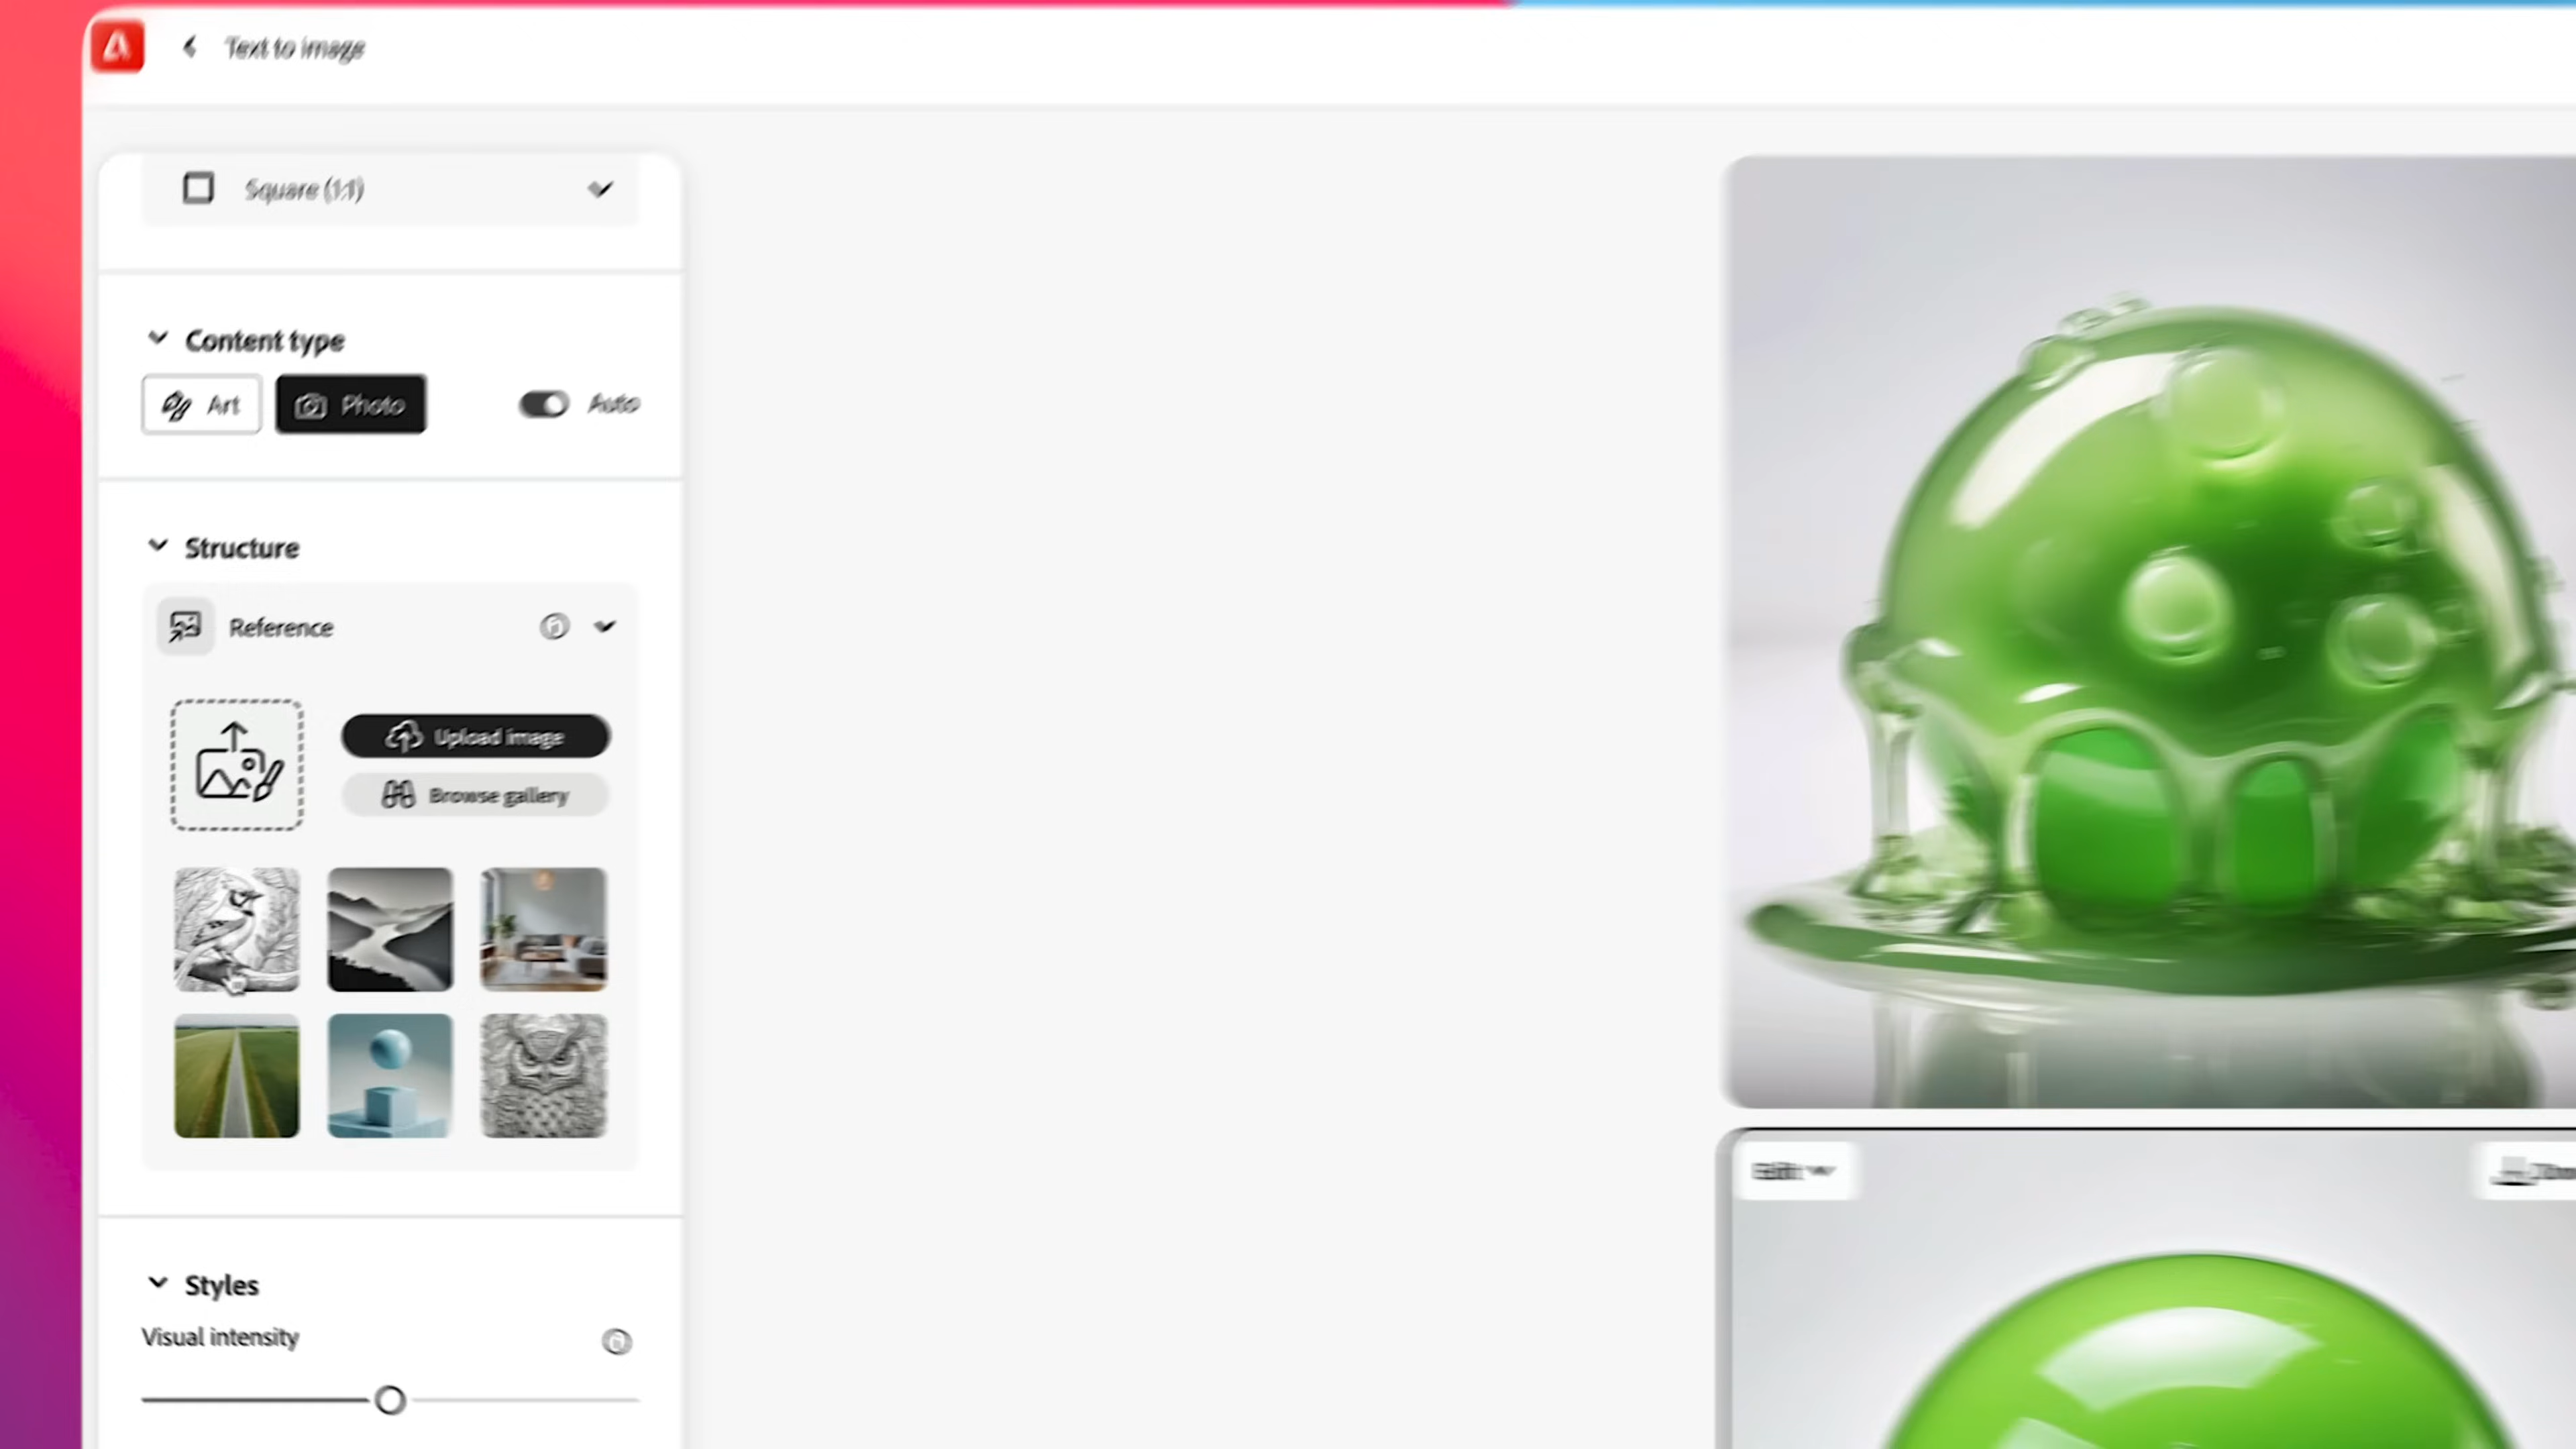 Text to image
Square (1:1)
Content type
Art
Photo
Auto
Structure
Reference
Upload image
Browse gallery
Edit
Styles
Visual intensity